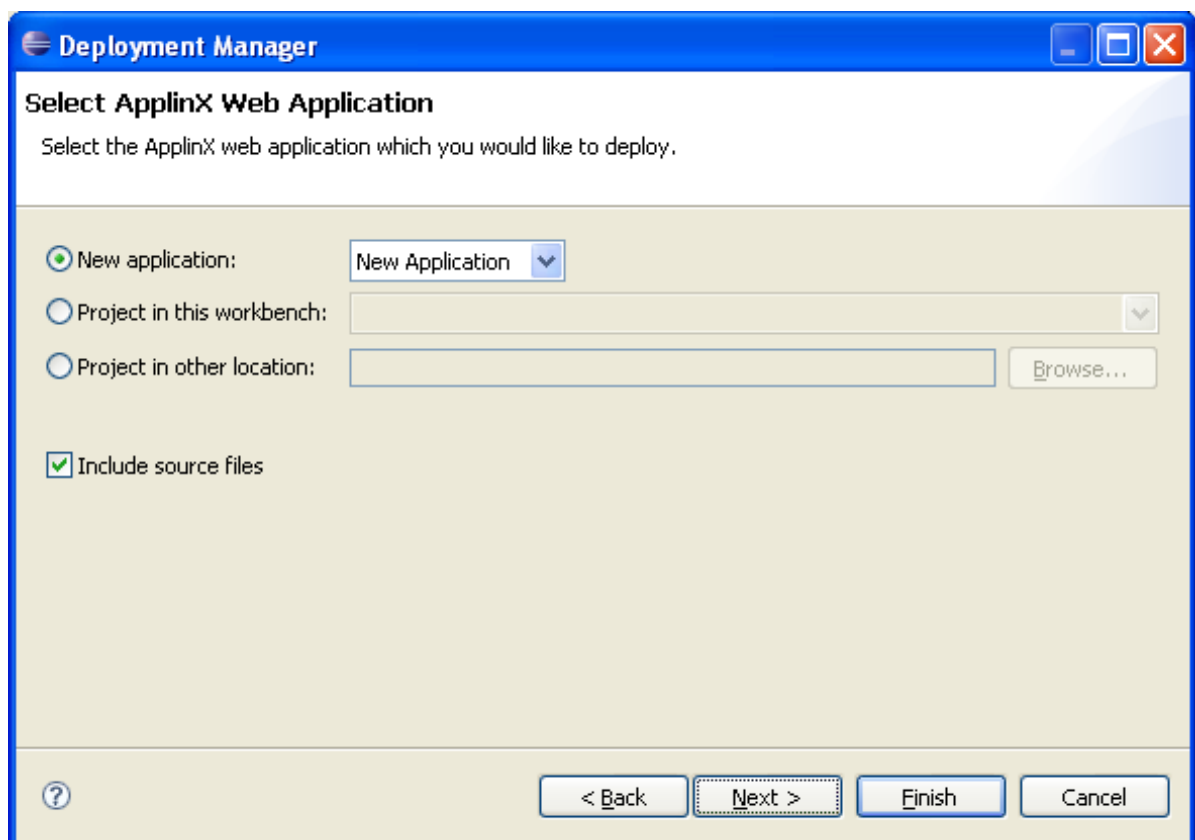 Deployment Manager
Select ApplinX Web Application
Select the ApplinX web application which you would like to deploy.
New application: New Application
Project in this workbench:
Project in other location: Browse...
Include source files
? < Back Next > Finish Cancel